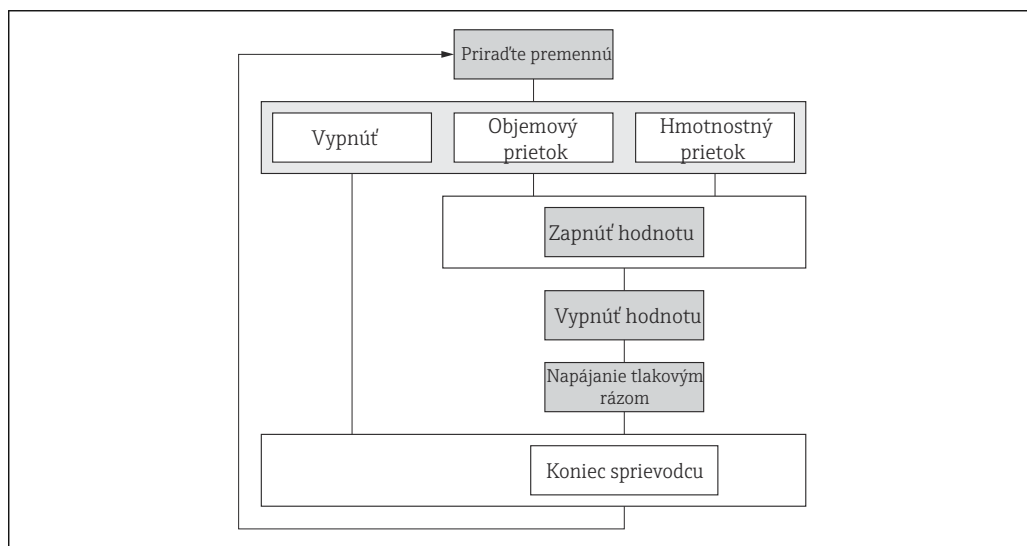 Priraďte premennú
Vypnúť
Objemový
prietok
Hmotnostný
prietok
Zapnúť hodnotu
Vypnúť hodnotu
Napájanie tlakovým
rázom
Koniec sprievodcu